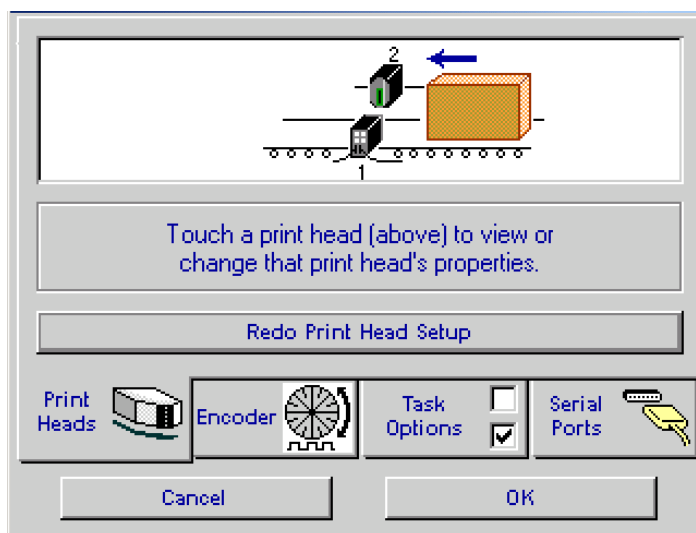 2
1
Touch a print head (above) to view or
change that print head's properties.
Redo Print Head Setup
Print
Heads
Encoder
Task
Options
Serial
Ports
Cancel
OK